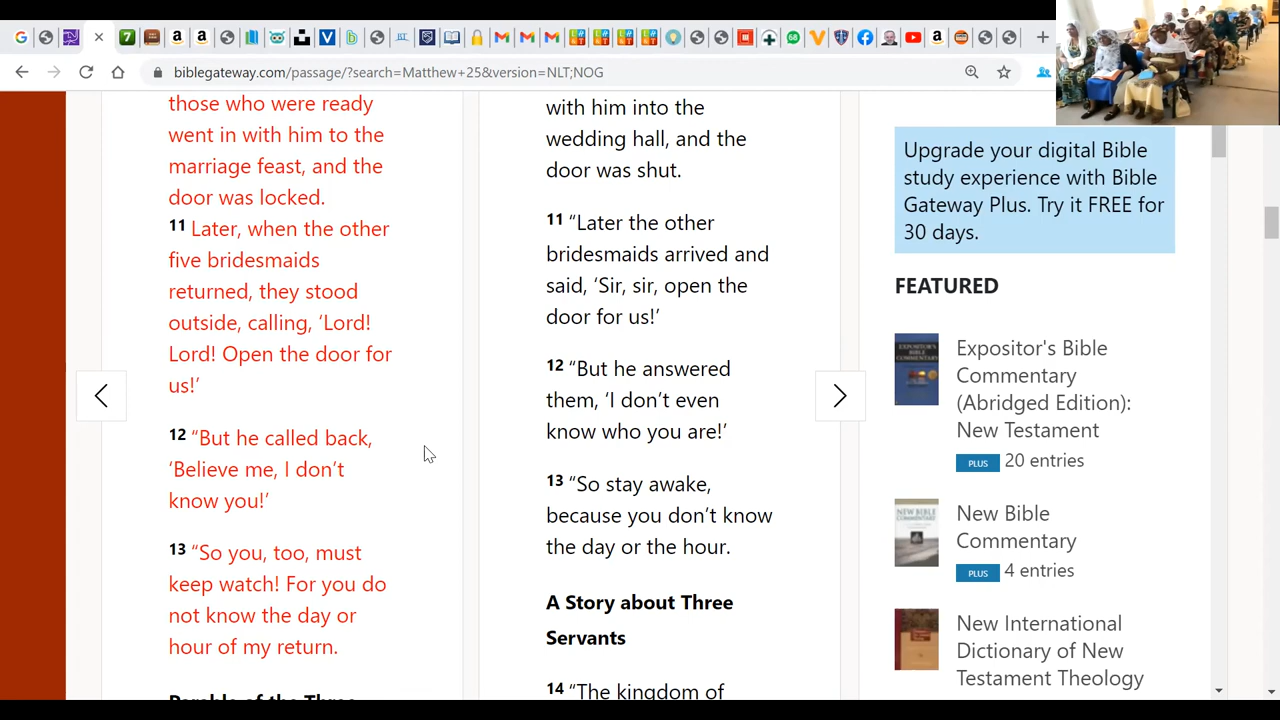 biblegateway.com/passage/?search=Matthew+25&version=NLT;NOG
those who were ready
went in with him to the
marriage feast, and the
door was locked.
11 Later, when the other
five bridesmaids
returned, they stood
outside, calling, ‘Lord!
Lord! Open the door for
us!’
12 “But he called back,
‘Believe me, I don’t
know you!’
13 “So you, too, must
keep watch! For you do
not know the day or
hour of my return.
Parable of the Three
with him into the
wedding hall, and the
door was shut.
11 “Later the other
bridesmaids arrived and
said, ‘Sir, sir, open the
door for us!’
12 “But he answered
them, ‘I don’t even
know who you are!’
13 “So stay awake,
because you don’t know
the day or the hour.
A Story about Three
Servants
14 “The kingdom of
Upgrade your digital Bible
study experience with Bible
Gateway Plus. Try it FREE for
30 days.
FEATURED
Expositor's Bible
Commentary
(Abridged Edition):
New Testament
PLUS 20 entries
New Bible
Commentary
PLUS 4 entries
New International
Dictionary of New
Testament Theology